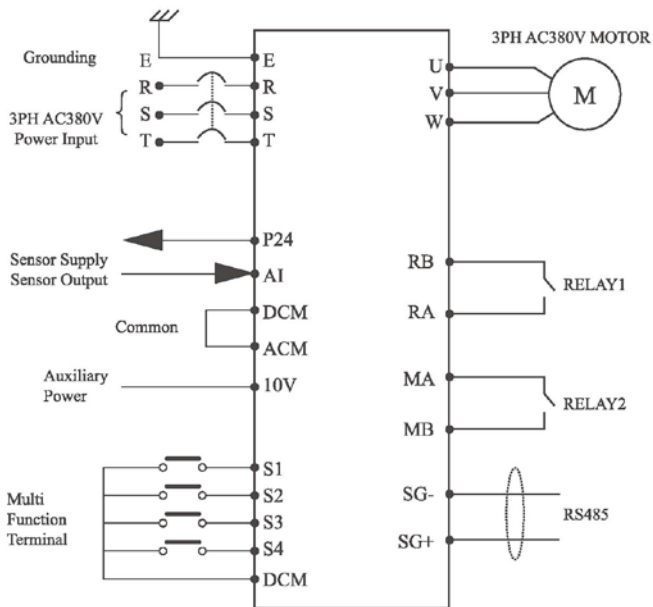 3PH AC380V MOTOR
Grounding
E
E
R
R
3PH AC380V
Power Input
S
S
T
T
U
V
W
M
P24
Sensor Supply
Sensor Output
AI
DCM
Common
ACM
Auxiliary
Power
10V
RB
RELAY1
RA
MA
RELAY2
MB
Multi
Function
Terminal
S1
S2
S3
S4
DCM
SG-
RS485
SG+